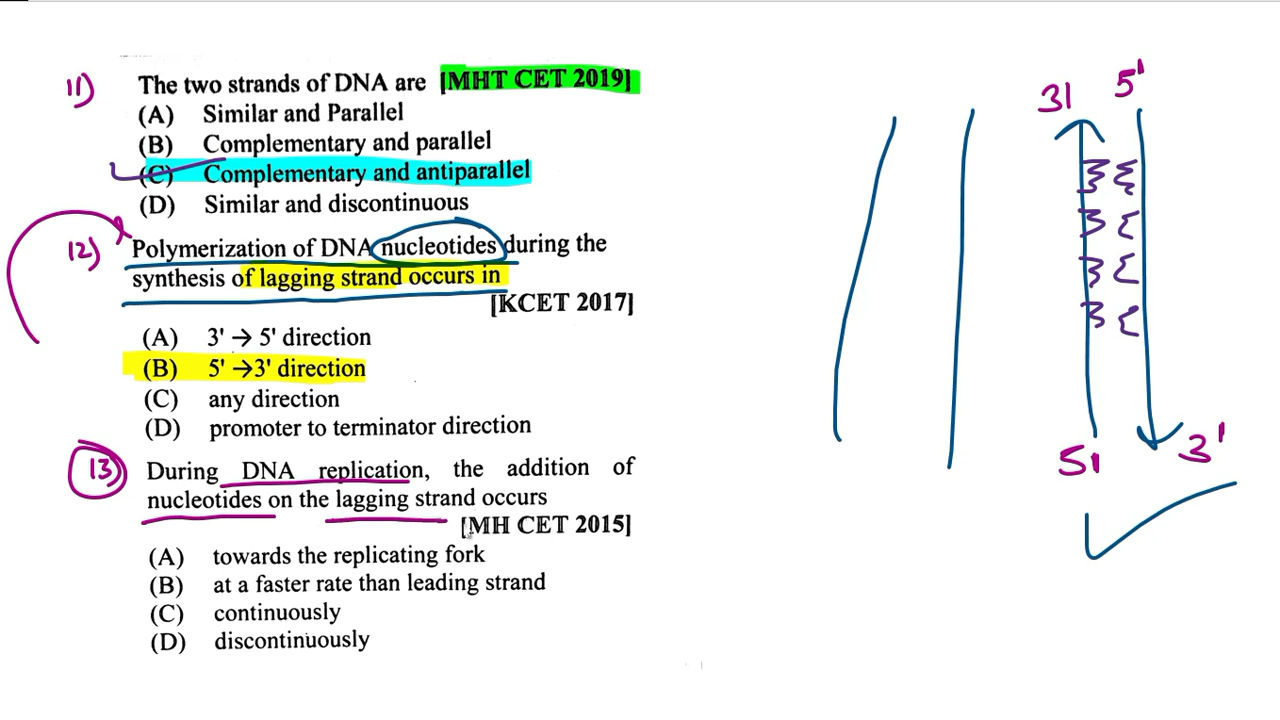 11) The two strands of DNA are [MHT CET 2019]
(A) Similar and Parallel
(B) Complementary and parallel
(C) Complementary and antiparallel
(D) Similar and discontinuous
12) Polymerization of DNA nucleotides during the
synthesis of lagging strand occurs in
[KCET 2017]
(A) 3' → 5' direction
(B) 5' →3' direction
(C) any direction
(D) promoter to terminator direction
13) During DNA replication, the addition of
nucleotides on the lagging strand occurs
[MH CET 2015]
(A) towards the replicating fork
(B) at a faster rate than leading strand
(C) continuously
(D) discontinuously
3' 5'
5' 3'